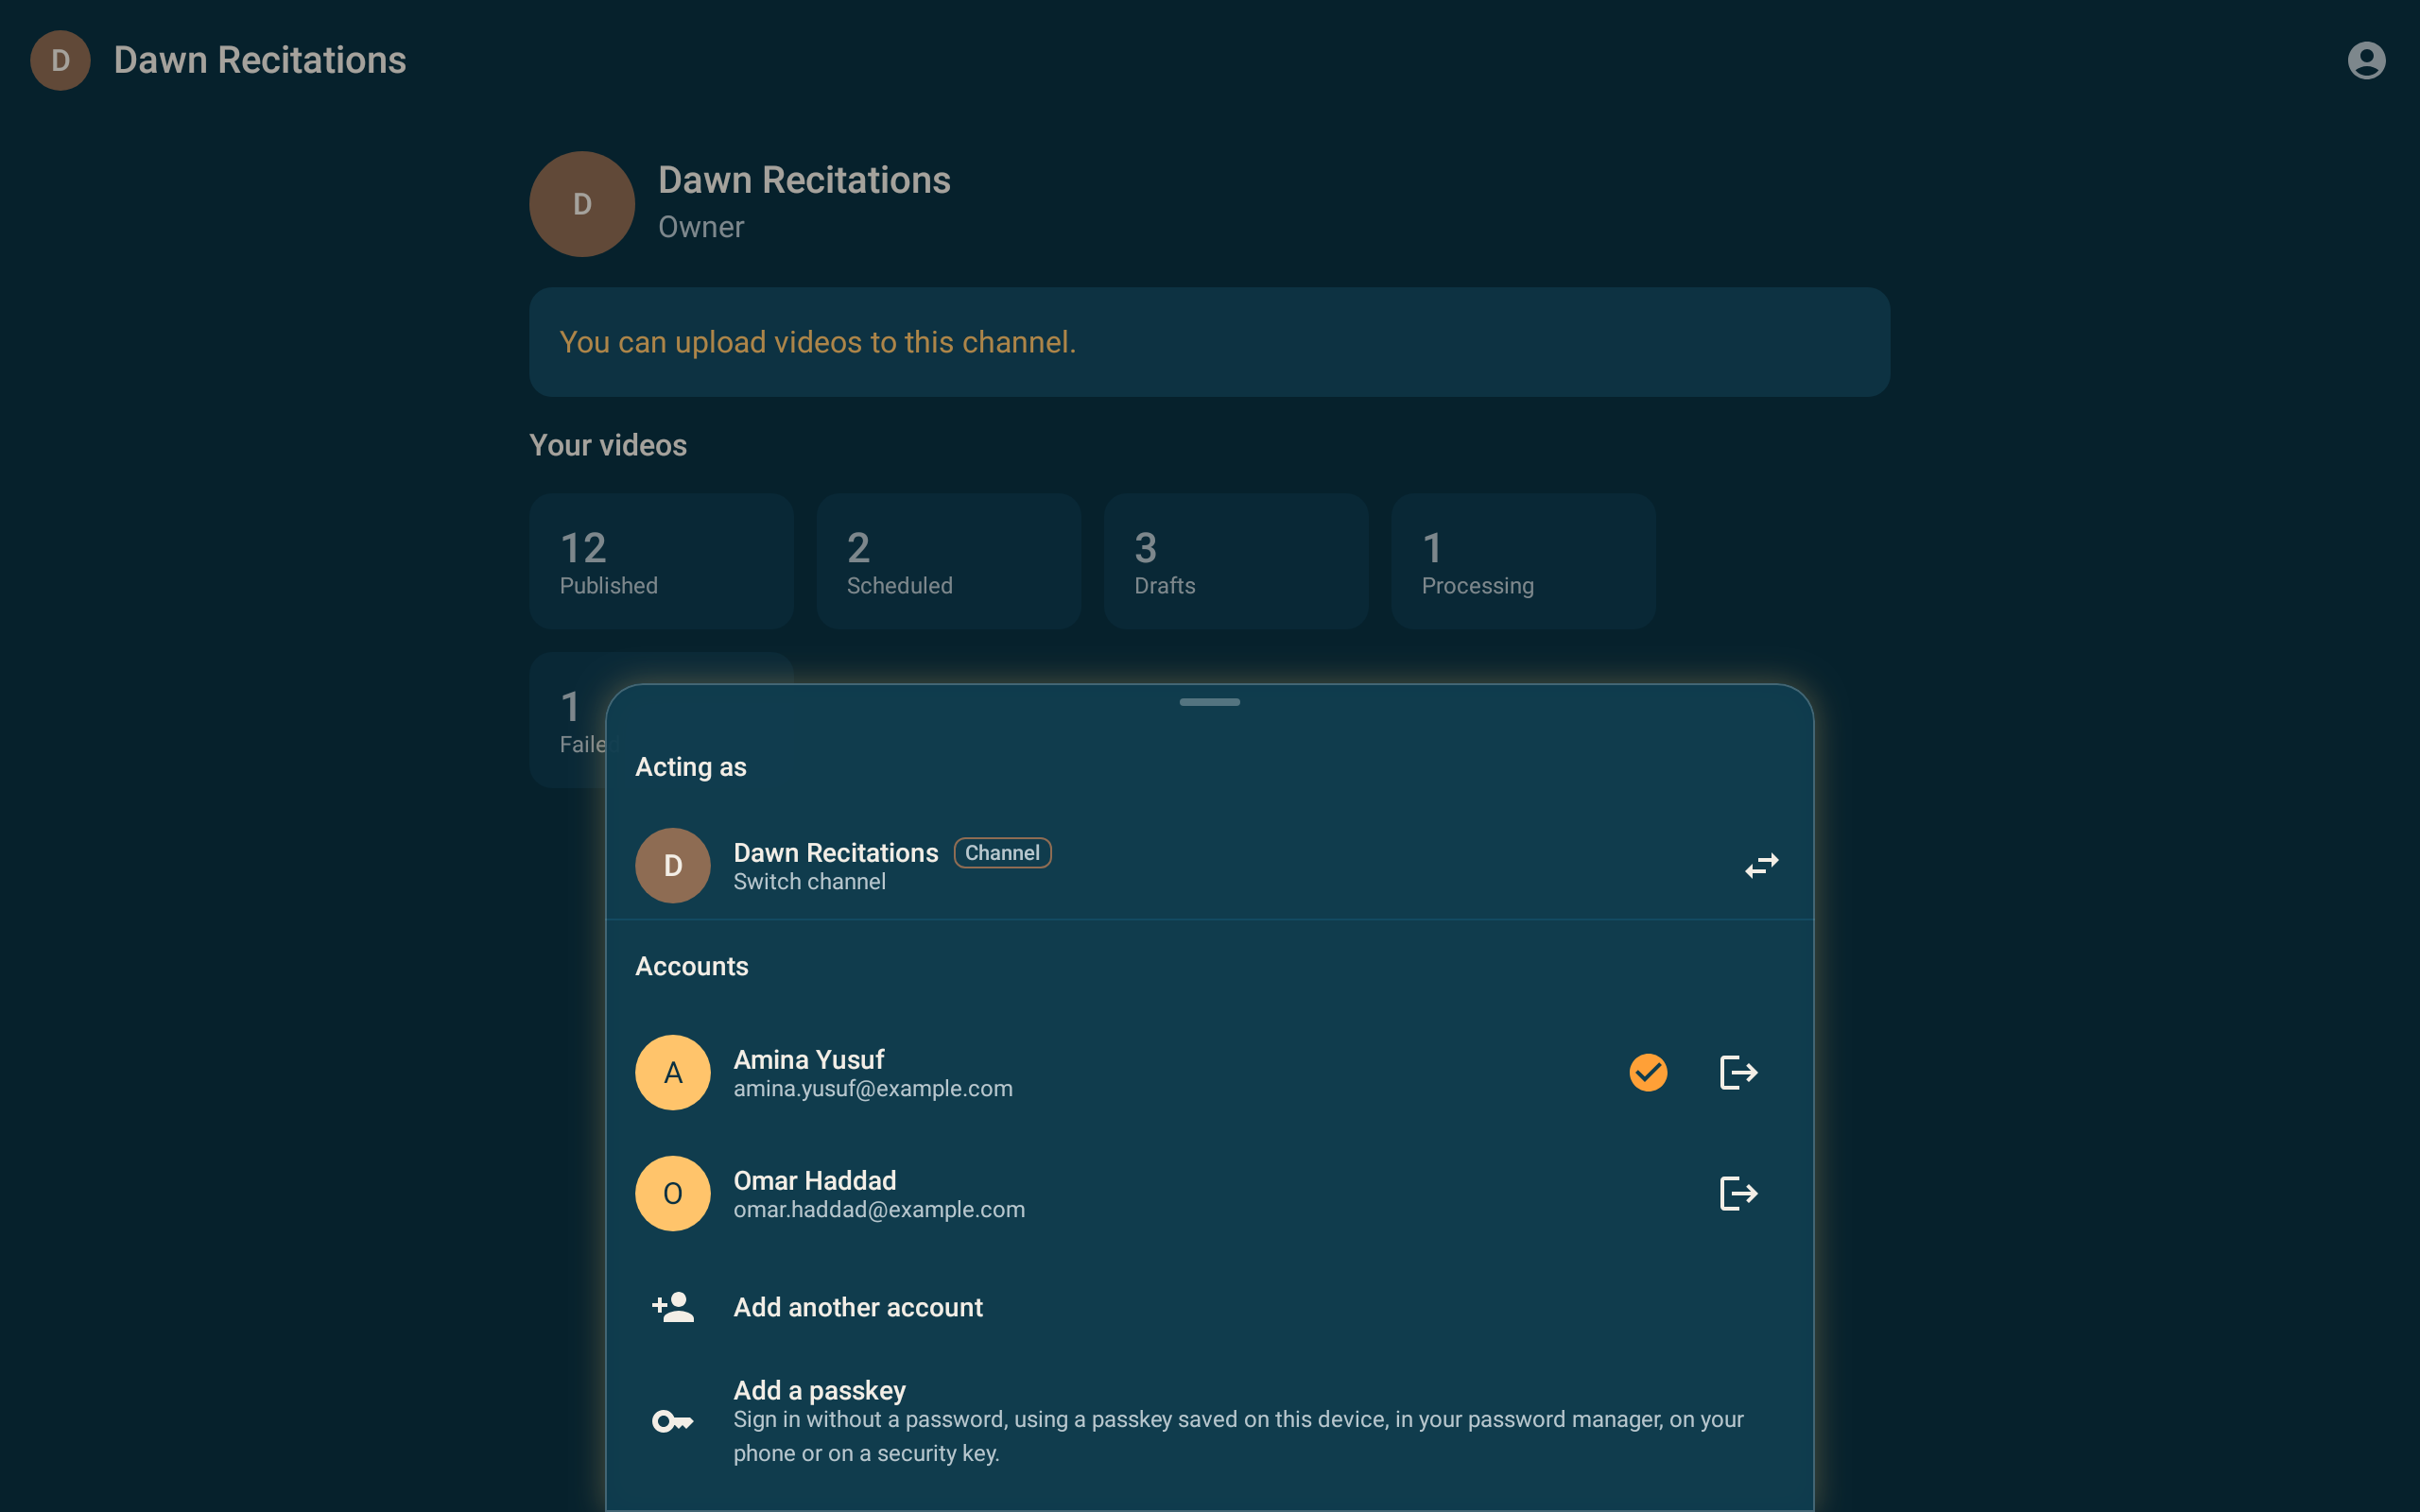 D Dawn Recitations
D
Dawn Recitations
Owner
You can upload videos to this channel.
Your videos
12
Published
2
Scheduled
3
Drafts
1
Processing
1
Faile
Acting as
D
Dawn Recitations Channel
Switch channel
Accounts
A
Amina Yusuf
amina.yusuf@example.com
O
Omar Haddad
omar.haddad@example.com
Add another account
Add a passkey
Sign in without a password, using a passkey saved on this device, in your password manager, on your
phone or on a security key.